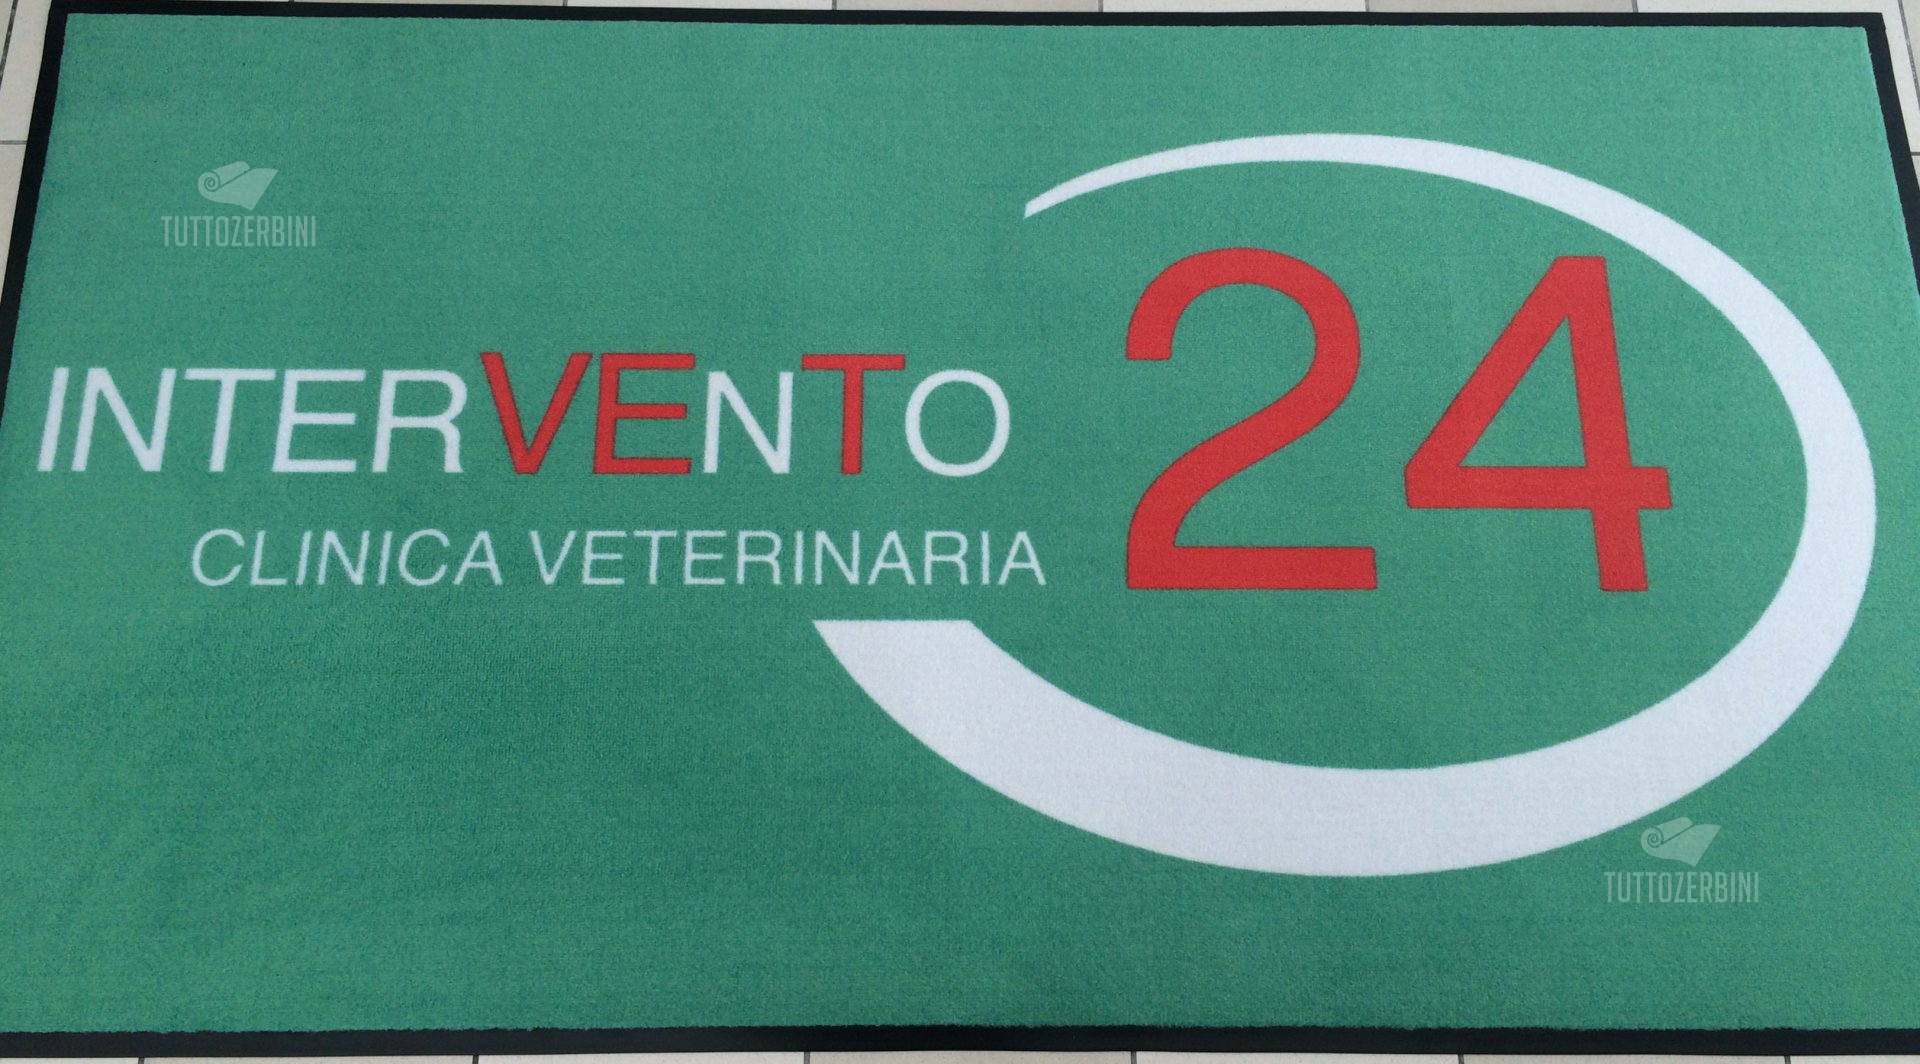 TUTTOZERBINI
INTERVENTO 24
CLINICA VETERINARIA
TUTTOZERBINI